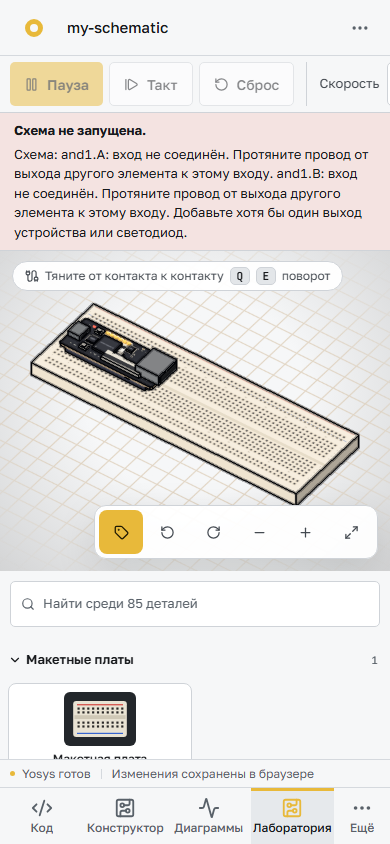 my-schematic
Пауза
Такт
Сброс
Скорость
Схема не запущена.
Схема: and1.A: вход не соединён. Протяните провод от
выхода другого элемента к этому входу. and1.B: вход
не соединён. Протяните провод от выхода другого
элемента к этому входу. Добавьте хотя бы один выход
устройства или светодиод.
Тяните от контакта к контакту Q E поворот
Найти среди 85 деталей
Макетные платы 1
Макетная плата
Yosys готов
Изменения сохранены в браузере
Код
Конструктор
Диаграммы
Лаборатория
Ещё